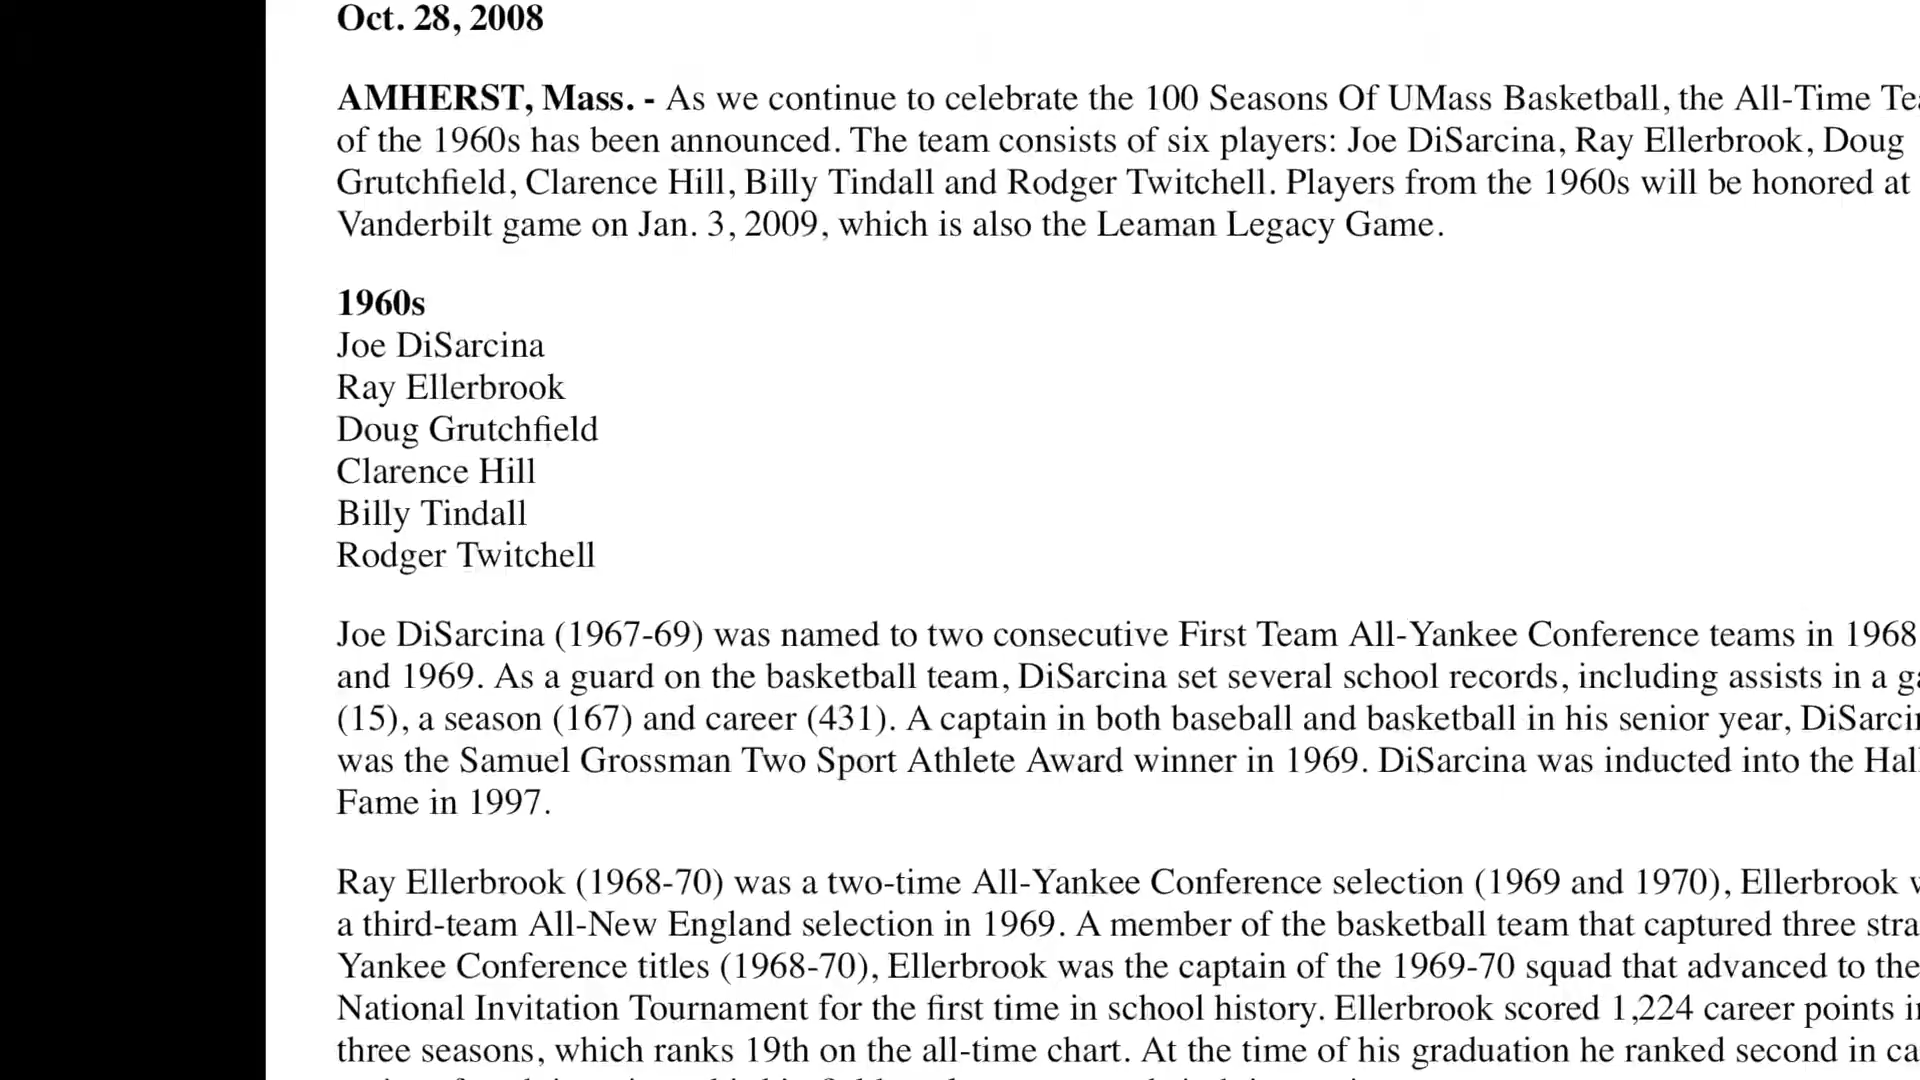 Oct. 28, 2008
AMHERST, Mass. - As we continue to celebrate the 100 Seasons Of UMass Basketball, the All-Time
of the 1960s has been announced. The team consists of six players: Joe DiSarcina, Ray Ellerbrook, Doug
Grutchfield, Clarence Hill, Billy Tindall and Rodger Twitchell. Players from the 1960s will be honored at
Vanderbilt game on Jan. 3, 2009, which is also the Leaman Legacy Game.
1960s
Joe DiSarcina
Ray Ellerbrook
Doug Grutchfield
Clarence Hill
Billy Tindall
Rodger Twitchell
Joe DiSarcina (1967-69) was named to two consecutive First Team All-Yankee Conference teams in 1968
and 1969. As a guard on the basketball team, DiSarcina set several school records, including assists in a
(15), a season (167) and career (431). A captain in both baseball and basketball in his senior year,
was the Samuel Grossman Two Sport Athlete Award winner in 1969. DiSarcina was inducted into the
Fame in 1997.
Ray Ellerbrook (1968-70) was a two-time All-Yankee Conference selection (1969 and 1970), Ellerbrook
a third-team All-New England selection in 1969. A member of the basketball team that captured three
Yankee Conference titles (1968-70), Ellerbrook was the captain of the 1969-70 squad that advanced to the
National Invitation Tournament for the first time in school history. Ellerbrook scored 1,224 career points
three seasons, which ranks 19th on the all-time chart. At the time of his graduation he ranked second in